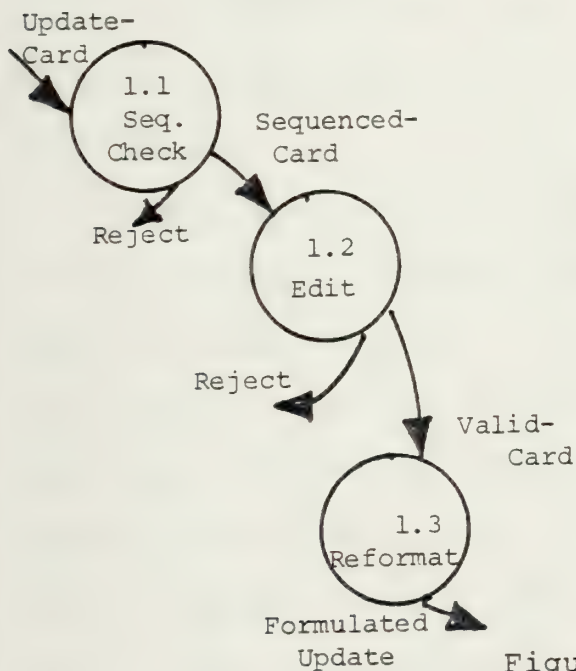 Update-
Card
1.1
Seq.
Check
Sequenced-
Card
Reject
1.2
Edit
Reject
Valid-
Card
1.3
Reformat
Formulated
Update
Figu